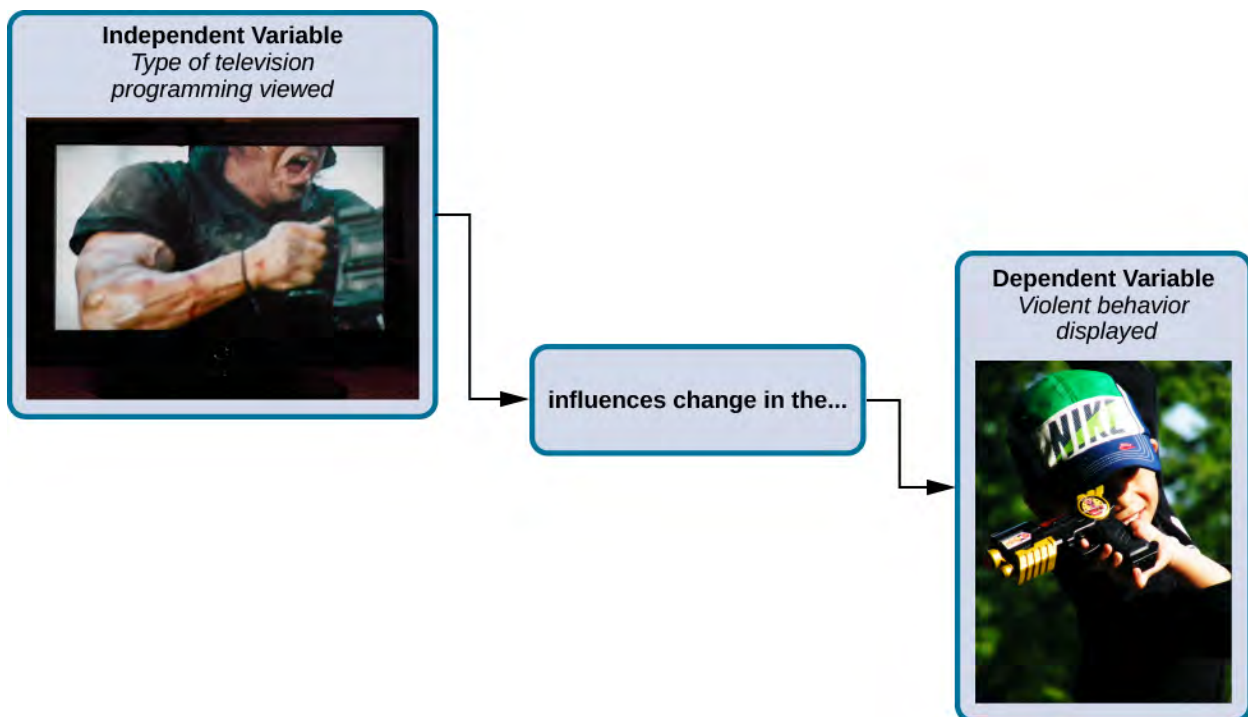 Independent Variable
Type of television
programming viewed
influences change in the...
Dependent Variable
Violent behavior
displayed
NIKE